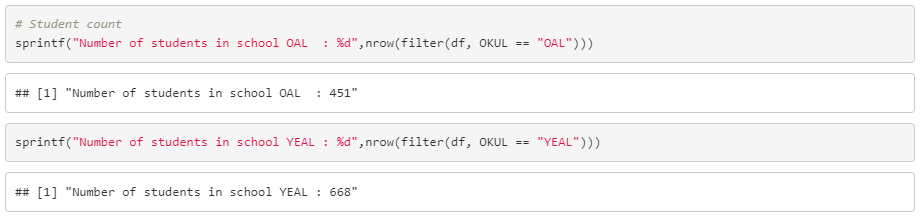 # Student count
sprintf("Number of students in school OAL  : %d",nrow(filter(df, OKUL == "OAL")))
## [1] "Number of students in school OAL  : 451"
sprintf("Number of students in school YEAL : %d",nrow(filter(df, OKUL == "YEAL")))
## [1] "Number of students in school YEAL : 668"